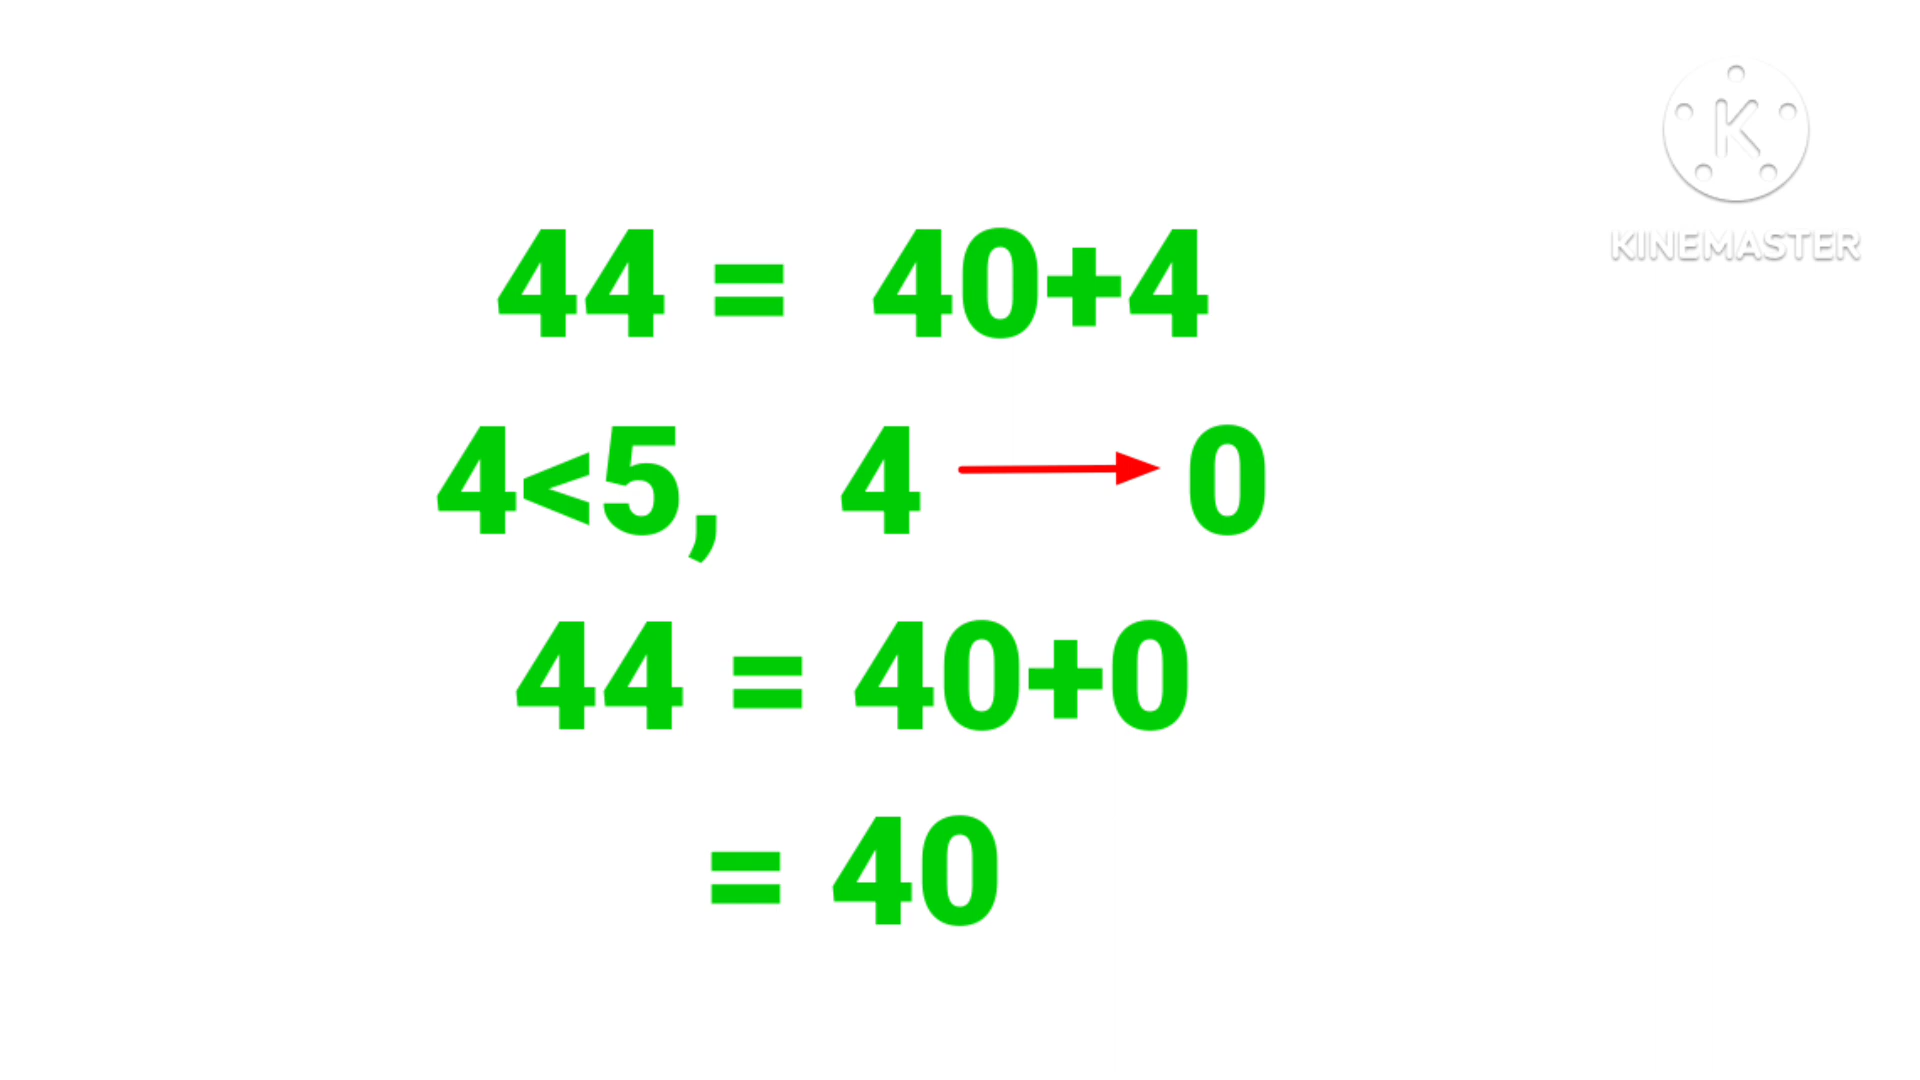 KINEMASTER
44 = 40+4
4<5, 4 → 0
44 = 40+0
= 40